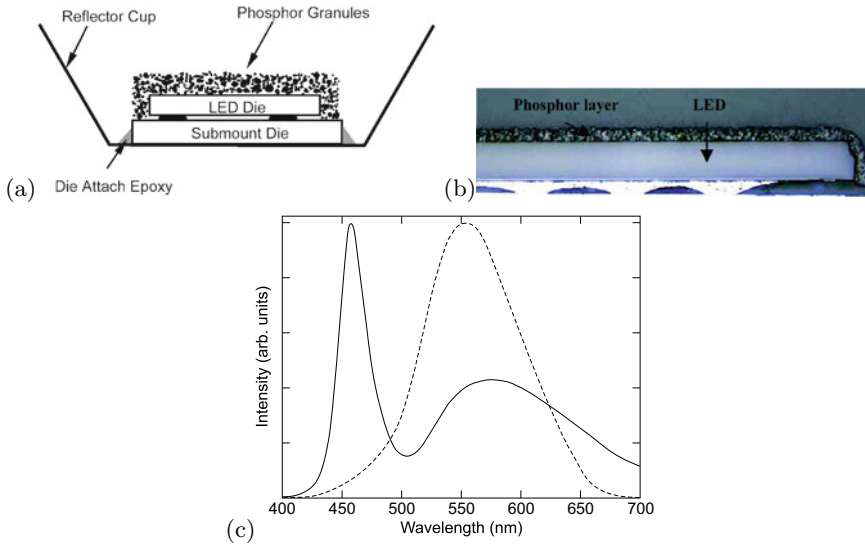 Reflector Cup
Phosphor Granules
LED Die
Submount Die
Die Attach Epoxy
(a)
Phosphor layer
LED
(b)
Intensity (arb. units)
400 450 500 550 600 650 700
Wavelength (nm)
(c)